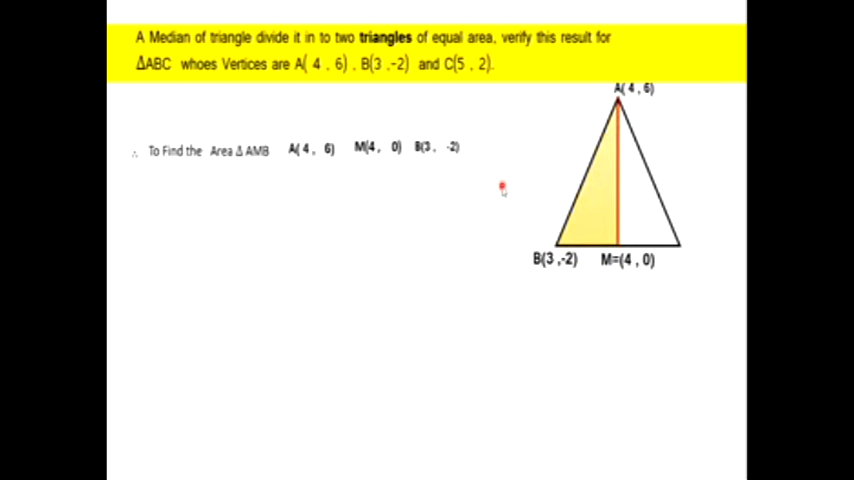 A Median of triangle divide it in to two triangles of equal area, verify this result for
ΔABC whoes Vertices are A( 4 , 6) , B(3 ,-2) and C(5 , 2).
A( 4 , 6)
∴ To Find the Area Δ AMB A( 4 , 6) M(4 , 0) B(3 , -2)
B(3 ,-2) M=(4 , 0)